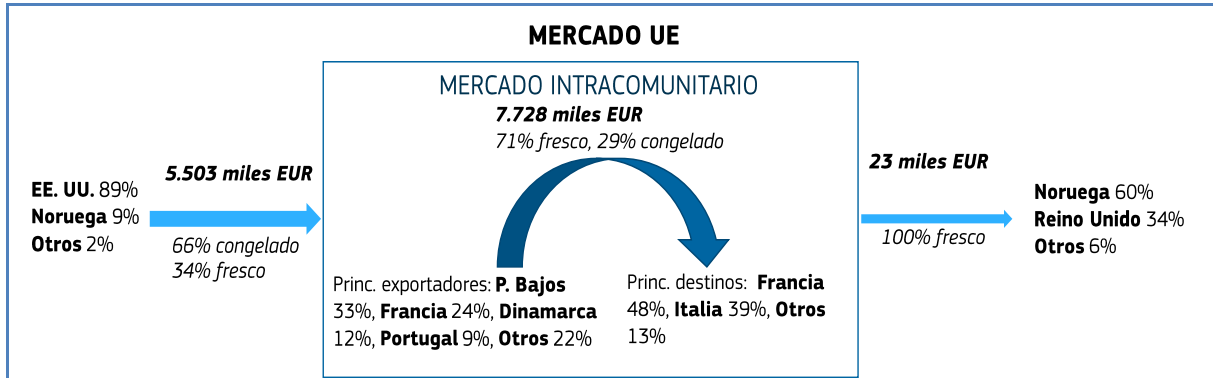 MERCADO UE
MERCADO INTRACOMUNITARIO
7.728 miles EUR
71% fresco, 29% congelado
5.503 miles EUR
EE. UU. 89%
Noruega 9%
Otros 2%
66% congelado
34% fresco
Princ. exportadores: P. Bajos
33%, Francia 24%, Dinamarca
12%, Portugal 9%, Otros 22%
Princ. destinos: Francia
48%, Italia 39%, Otros
13%
23 miles EUR
100% fresco
Noruega 60%
Reino Unido 34%
Otros 6%